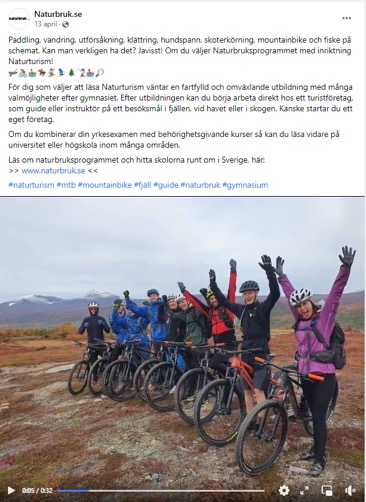 Naturbruk.se
13 april ·
Paddling, vandring, utförsåkning, klättring, hundspann, skoterkörning, mountainbike och fiske på
schemat. Kan man verkligen ha det? Javisst! Om du väljer Naturbruksprogrammet med inriktning
Naturturism!
För dig som väljer att läsa Naturturism väntar en fartfylld och omväxlande utbildning med många
valmöjligheter efter gymnasiet. Efter utbildningen kan du börja arbeta direkt hos ett turistföretag,
som guide eller instruktör på ett besöksmål i fjällen, vid havet eller i skogen. Kanske startar du ett
eget företag.
Om du kombinerar din yrkesexamen med behörighetsgivande kurser så kan du läsa vidare på
universitet eller högskola inom många områden.
Läs om naturbruksprogrammet och hitta skolorna runt om i Sverige, här:
>> www.naturbruk.se <<
#naturturism #mtb #mountainbike #fjäll #guide #naturbruk #gymnasium
0:05 / 0:32